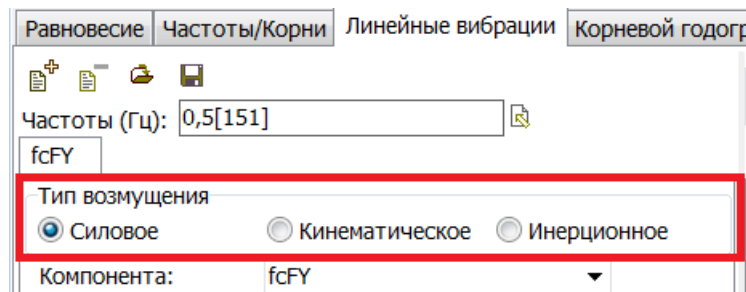 Равновесие Частоты/Корни Линейные вибрации Корневой годогр
Частоты (Гц): 0,5[151]
fcFY
Тип возмущения
Силовое Кинематическое Инерционное
Компонента: fcFY